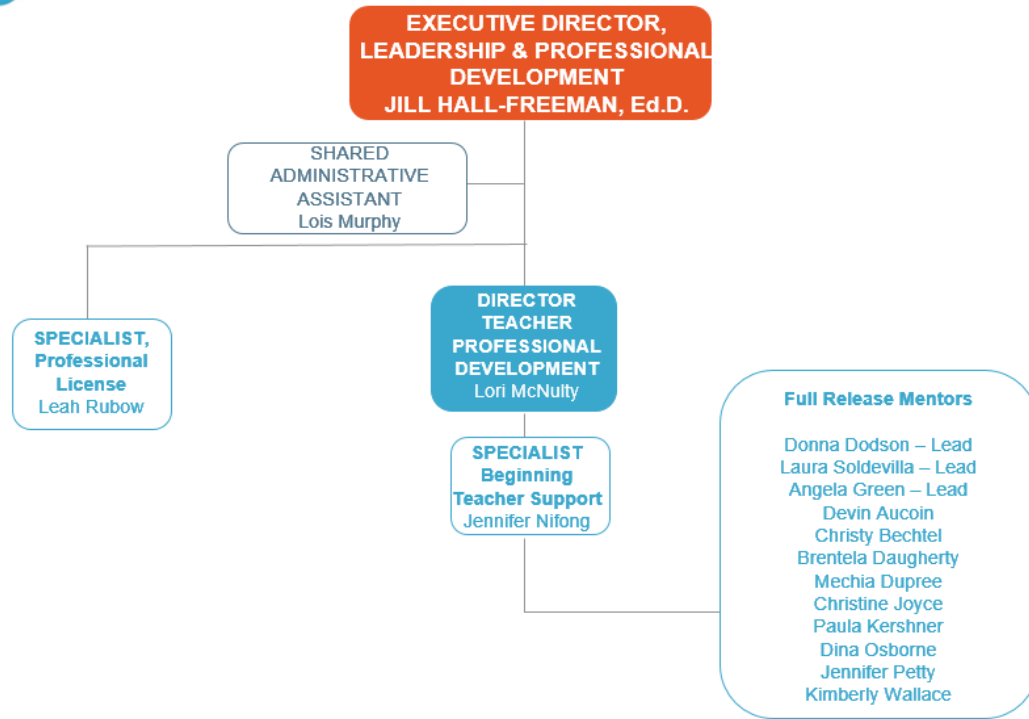 EXECUTIVE DIRECTOR,
LEADERSHIP & PROFESSIONAL
DEVELOPMENT
JILL HALL-FREEMAN, Ed.D.
SHARED
ADMINISTRATIVE
ASSISTANT
Lois Murphy
SPECIALIST,
Professional
License
Leah Rubow
DIRECTOR
TEACHER
PROFESSIONAL
DEVELOPMENT
Lori McNulty
SPECIALIST
Beginning
Teacher Support
Jennifer Nifong
Full Release Mentors
Donna Dodson – Lead
Laura Soldevilla – Lead
Angela Green – Lead
Devin Aucoin
Christy Bechtel
Brentela Daugherty
Mechia Dupree
Christine Joyce
Paula Kershner
Dina Osborne
Jennifer Petty
Kimberly Wallace